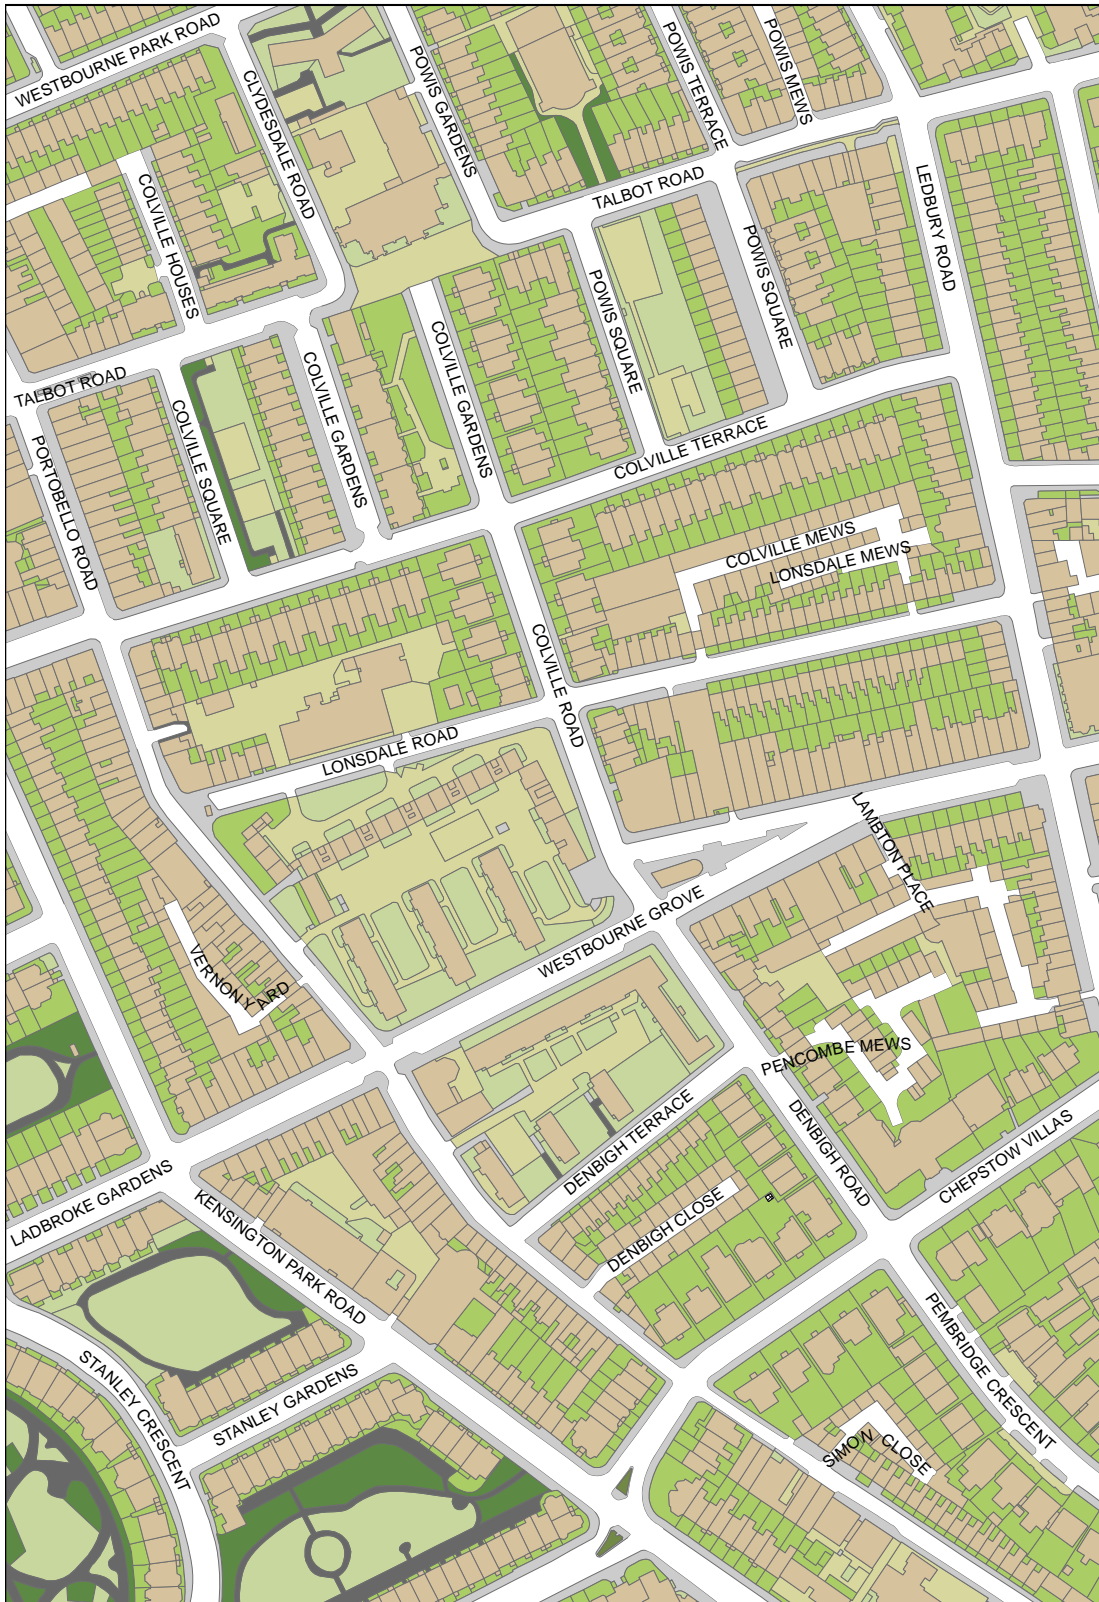 WESTBOURNE PARK ROAD
CLYDESDALE ROAD
POWIS GARDENS
POWIS TERRACE
POWIS MEWS
TALBOT ROAD
LEDBURY ROAD
COLVILLE HOUSES
POWIS SQUARE
POWIS SQUARE
TALBOT ROAD
COLVILLE SQUARE
COLVILLE GARDENS
COLVILLE GARDENS
COLVILLE TERRACE
PORTOBELLO ROAD
COLVILLE MEWS
LONSDALE MEWS
COLVILLE ROAD
LONSDALE ROAD
LAMBTON PLACE
WESTBOURNE GROVE
VERNON YARD
PENCOMBE MEWS
DENBIGH TERRACE
DENBIGH ROAD
CHEPSTOW VILLAS
LADBROKE GARDENS
KENSINGTON PARK ROAD
DENBIGH CLOSE
PEMBRIDGE CRESCENT
STANLEY CRESCENT
STANLEY GARDENS
SIMON CLOSE